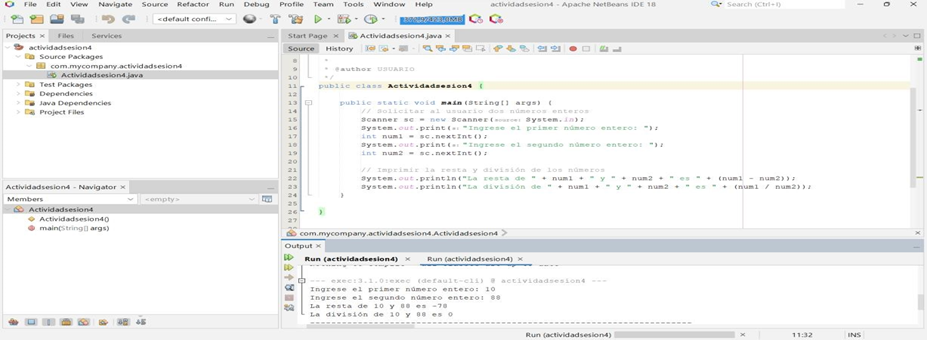 File Edit View Navigate Source Refactor Run Debug Profile Team Tools Window Help
actividadsesion4 - Apache NetBeans IDE 18
Search (Ctrl+I)
<default confi...
Projects × Files Services
actividadsesion4
Source Packages
com.mycompany.actividadsesion4
Actividadsesion4.java
Test Packages
Dependencies
Java Dependencies
Project Files
Actividadsesion4 - Navigator ×
Members <empty>
Actividadsesion4
Actividadsesion4()
main(String[] args)
Start Page × Actividadsesion4.java ×
Source History
8 *
9 * @author USUARIO
10 */
11 public class Actividadsesion4 {
12
13 public static void main(String[] args) {
14 // Solicitar al usuario dos números enteros
15 Scanner sc = new Scanner(source: System.in);
16 System.out.print(s: "Ingrese el primer número entero: ");
17 int num1 = sc.nextInt();
18 System.out.print(s: "Ingrese el segundo número entero: ");
19 int num2 = sc.nextInt();
20
21 // Imprimir la resta y división de los números
22 System.out.println("La resta de " + num1 + " y " + num2 + " es " + (num1 - num2));
23 System.out.println("La división de " + num1 + " y " + num2 + " es " + (num1 / num2));
24 }
25
26 }
27
com.mycompany.actividadsesion4.Actividadsesion4
Output ×
Run (actividadsesion4) × Run (actividadsesion4) ×
--- exec:3.1.0:exec (default-cli) @ actividadsesion4 ---
Ingrese el primer número entero: 10
Ingrese el segundo número entero: 88
La resta de 10 y 88 es -78
La división de 10 y 88 es 0
------------------------------------------------------------------------
Run (actividadsesion4) 11:32 INS